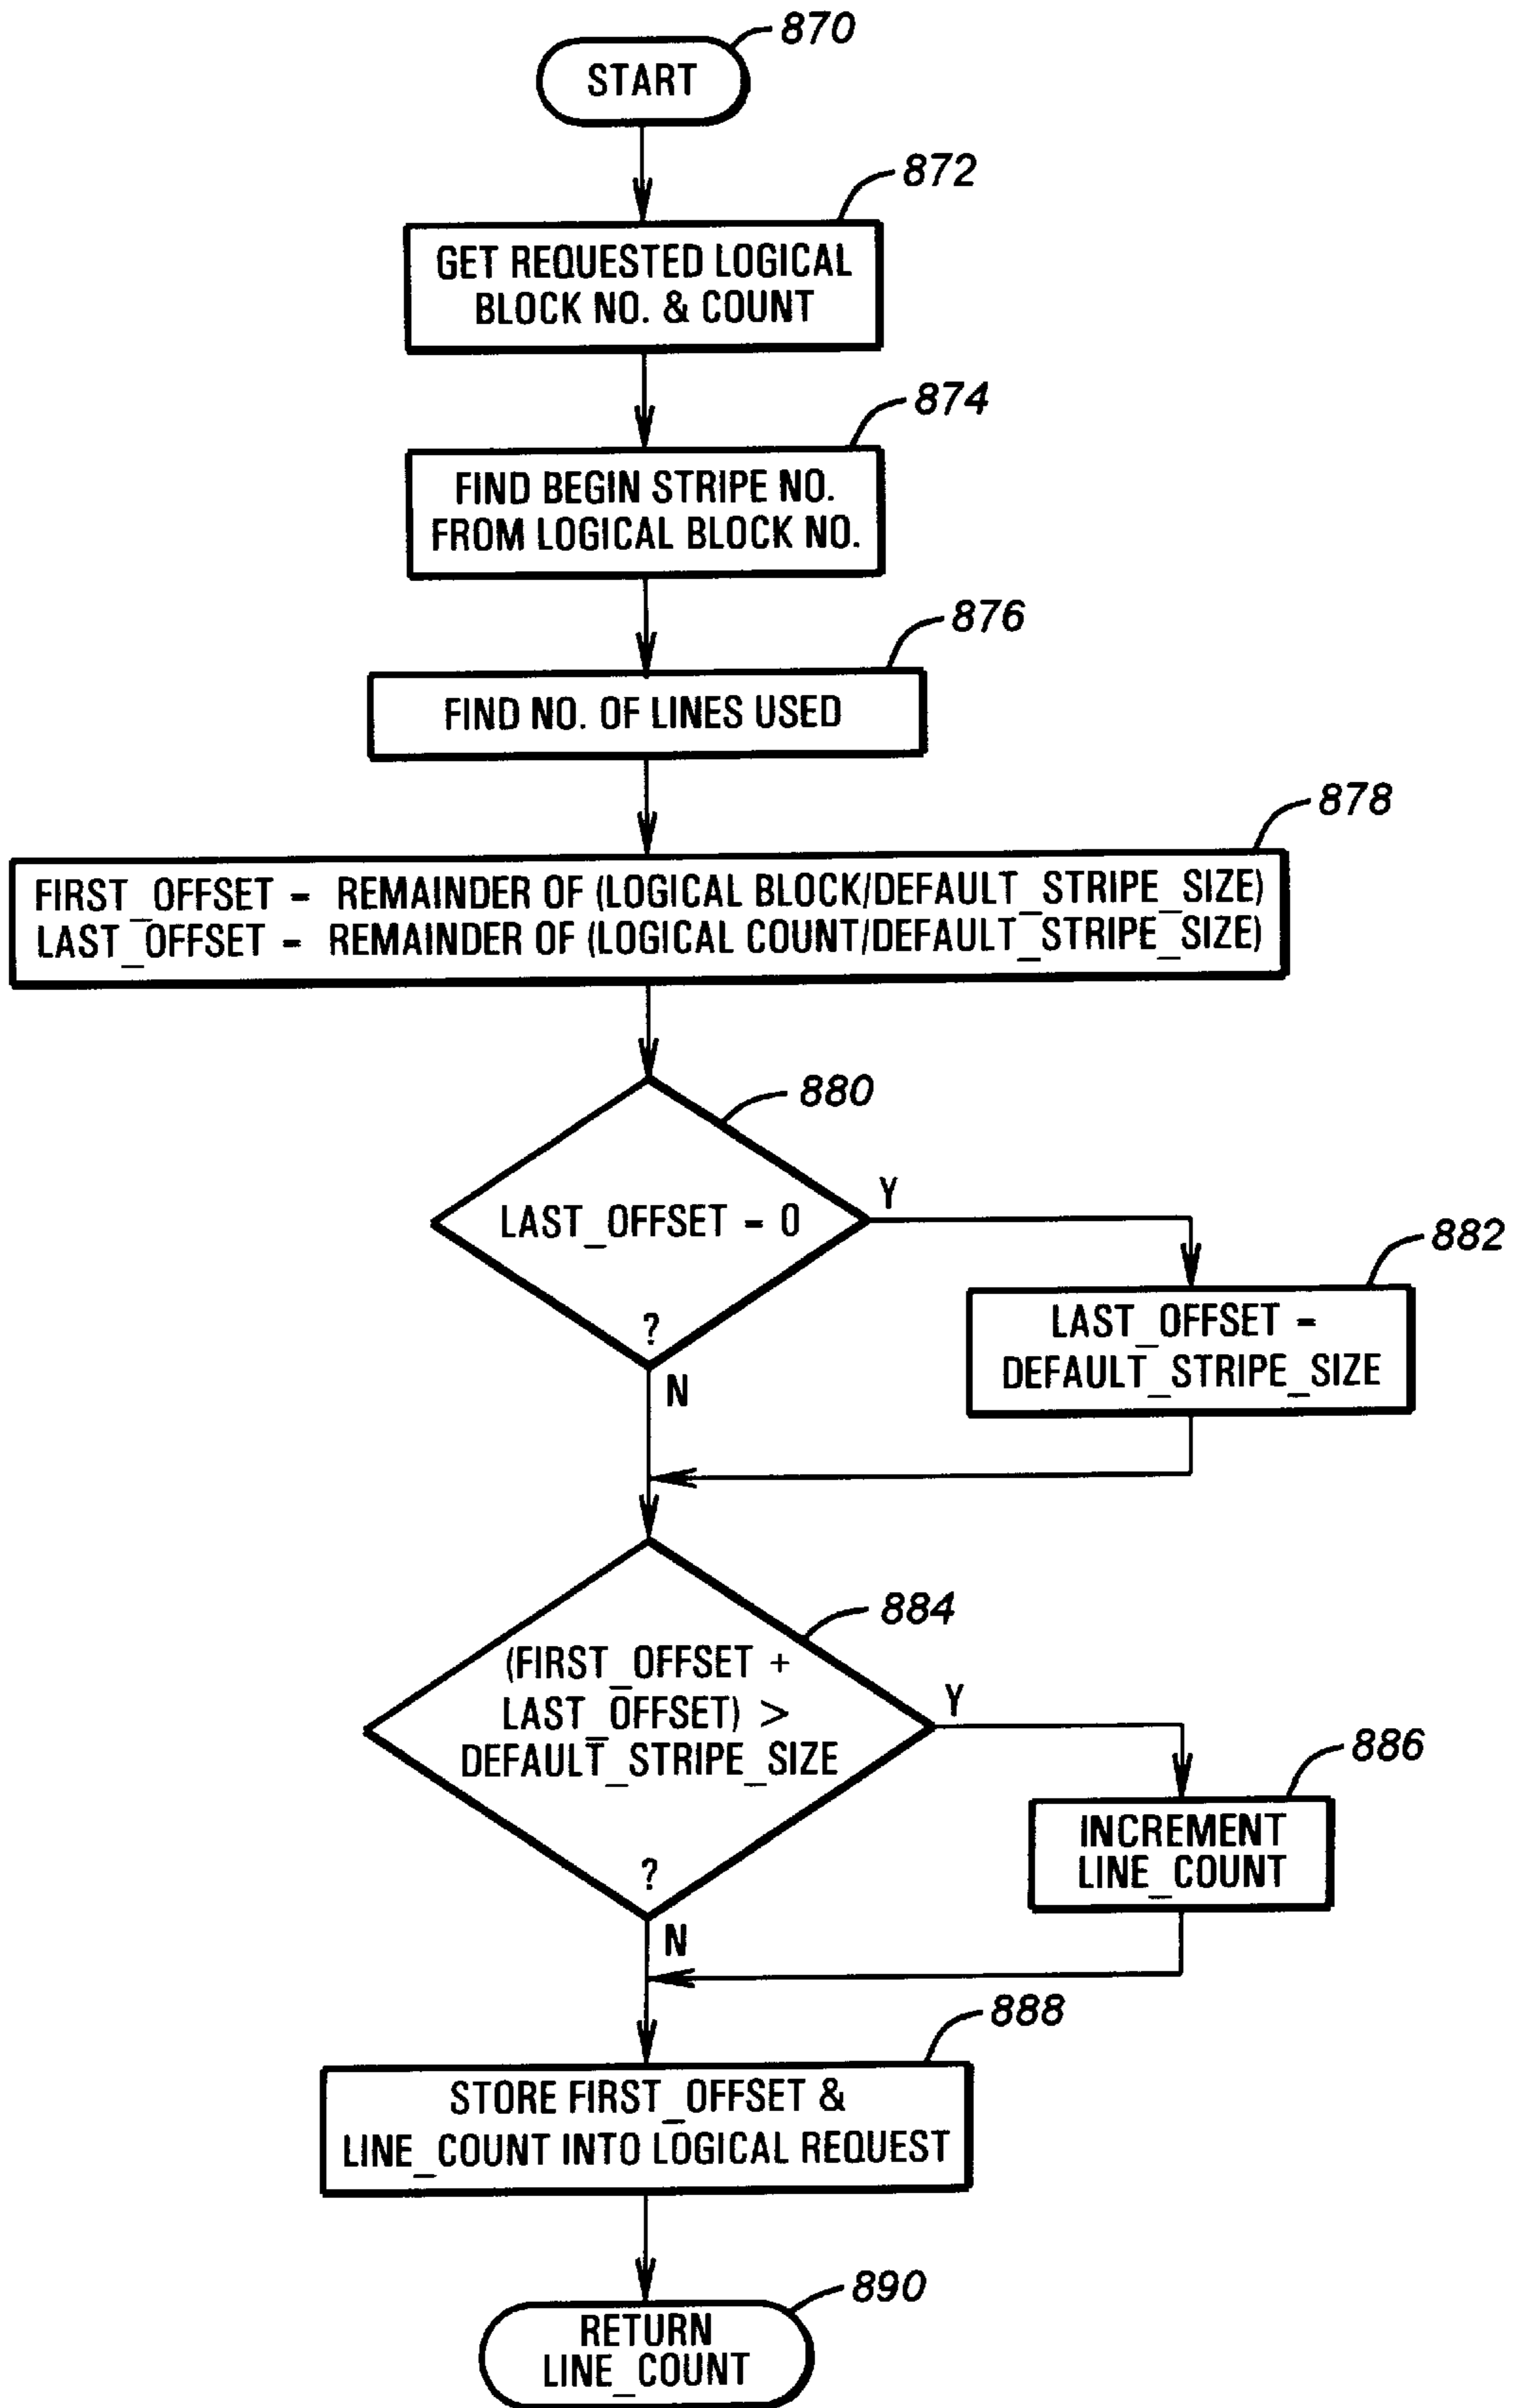 870
START
872
GET REQUESTED LOGICAL
BLOCK NO. & COUNT
874
FIND BEGIN STRIPE NO.
FROM LOGICAL BLOCK NO.
876
FIND NO. OF LINES USED
878
FIRST_OFFSET = REMAINDER OF (LOGICAL BLOCK/DEFAULT_STRIPE_SIZE)
LAST_OFFSET = REMAINDER OF (LOGICAL COUNT/DEFAULT_STRIPE_SIZE)
880
LAST_OFFSET = 0
?
Y
N
882
LAST_OFFSET =
DEFAULT_STRIPE_SIZE
884
(FIRST_OFFSET +
LAST_OFFSET) >
DEFAULT_STRIPE_SIZE
?
Y
N
886
INCREMENT
LINE_COUNT
888
STORE FIRST_OFFSET &
LINE_COUNT INTO LOGICAL REQUEST
890
RETURN
LINE_COUNT